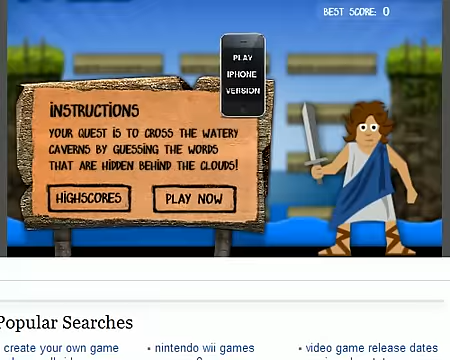 BEST SCORE: 0
PLAY
IPHONE
VERSION
INSTRUCTIONS
YOUR QUEST IS TO CROSS THE WATERY
CAVERNS BY GUESSING THE WORDS
THAT ARE HIDDEN BEHIND THE CLOUDS!
HIGHSCORES
PLAY NOW
Popular Searches
create your own game
nintendo wii games
video game release dates